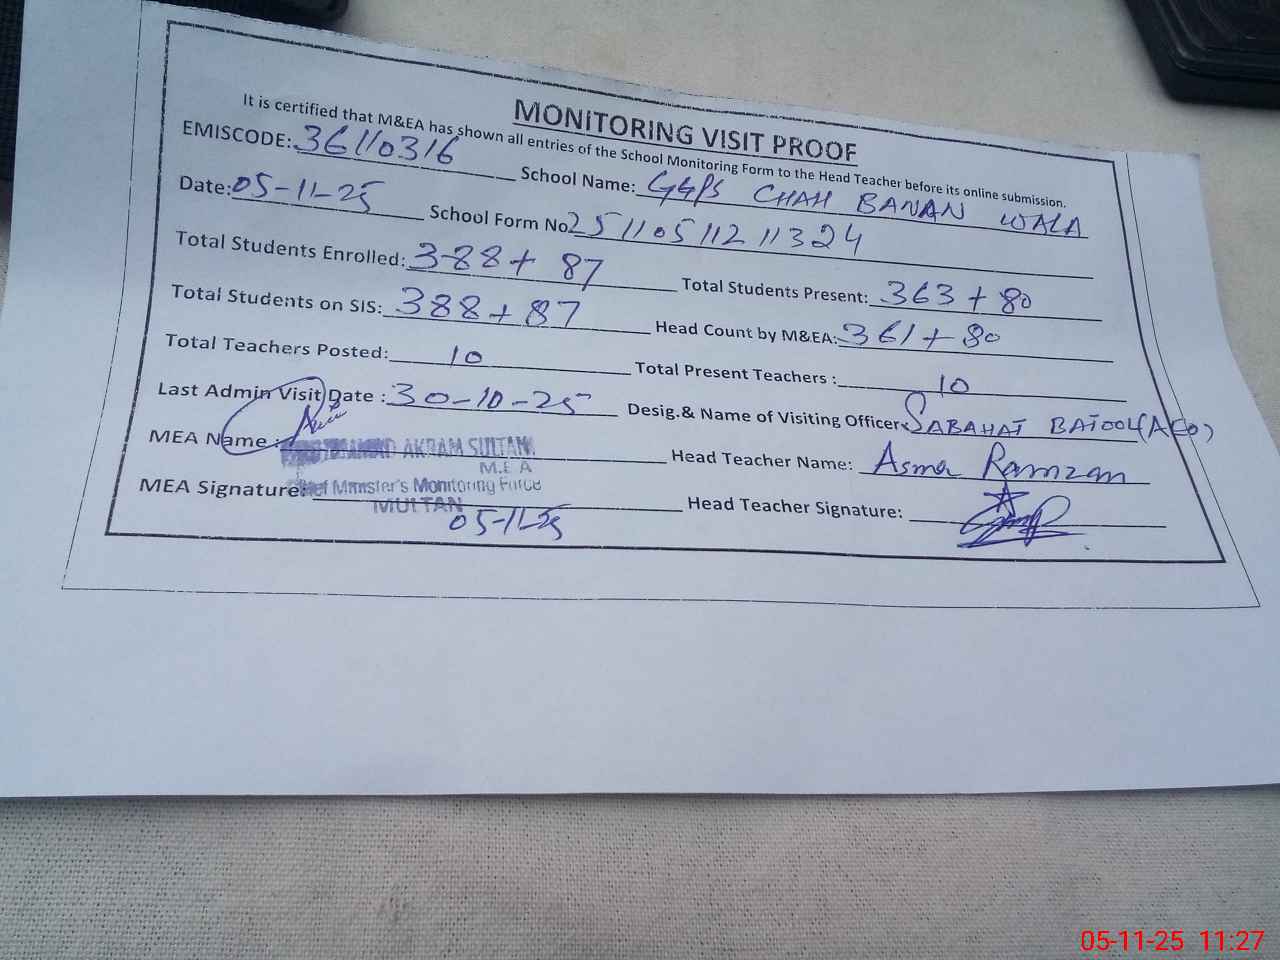 MONITORING VISIT PROOF
It is certified that M&EA has shown all entries of the School Monitoring Form to the Head Teacher before its online submission.
EMISCODE: 36110316 School Name: GGPS CHAH BANAN WALA
Date: 05-11-25 School Form No 25110511211324
Total Students Enrolled: 388+ 87 Total Students Present: 363 + 80
Total Students on SIS: 388 + 87 Head Count by M&EA: 361 + 80
Total Teachers Posted: 10 Total Present Teachers : 10
Last Admin Visit Date : 30-10-25 Desig.& Name of Visiting Officer: SABAHAT BATOOL(AEO)
MEA Name : AKRAM SULTAN Head Teacher Name: Asma Ramzan
M.E A
MEA Signature: Chief Minister's Monitoring Force Head Teacher Signature:
MULTAN
05-11-25
05-11-25 11:27